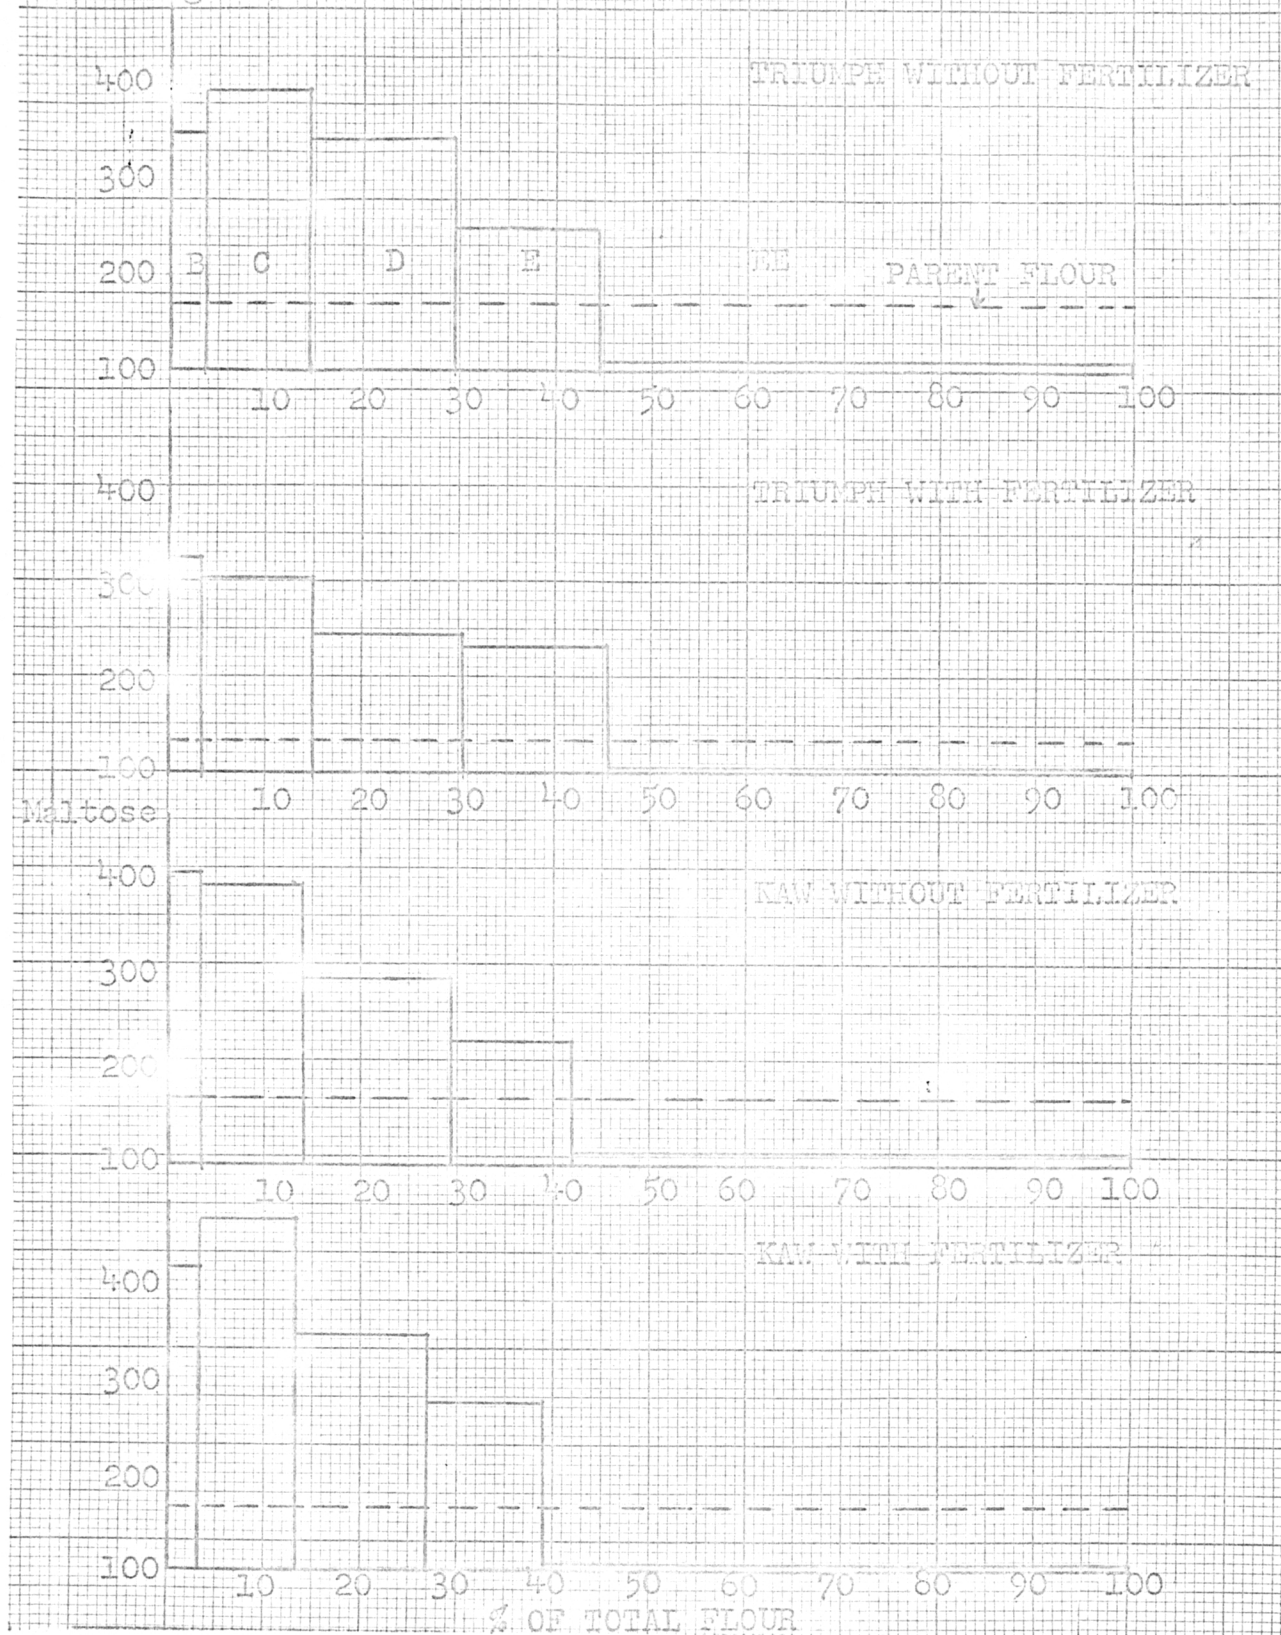 400 TRIUMPH WITHOUT FERTILIZER
300
200 B C D E EE PARENT FLOUR
100
10 20 30 40 50 60 70 80 90 100
400 TRIUMPH WITH FERTILIZER
300
200
100
10 20 30 40 50 60 70 80 90 100
Maltose
400 KAW WITHOUT FERTILIZER
300
200
100
10 20 30 40 50 60 70 80 90 100
KAW WITH FERTILIZER
400
300
200
100
10 20 30 40 50 60 70 80 90 100
% OF TOTAL FLOUR